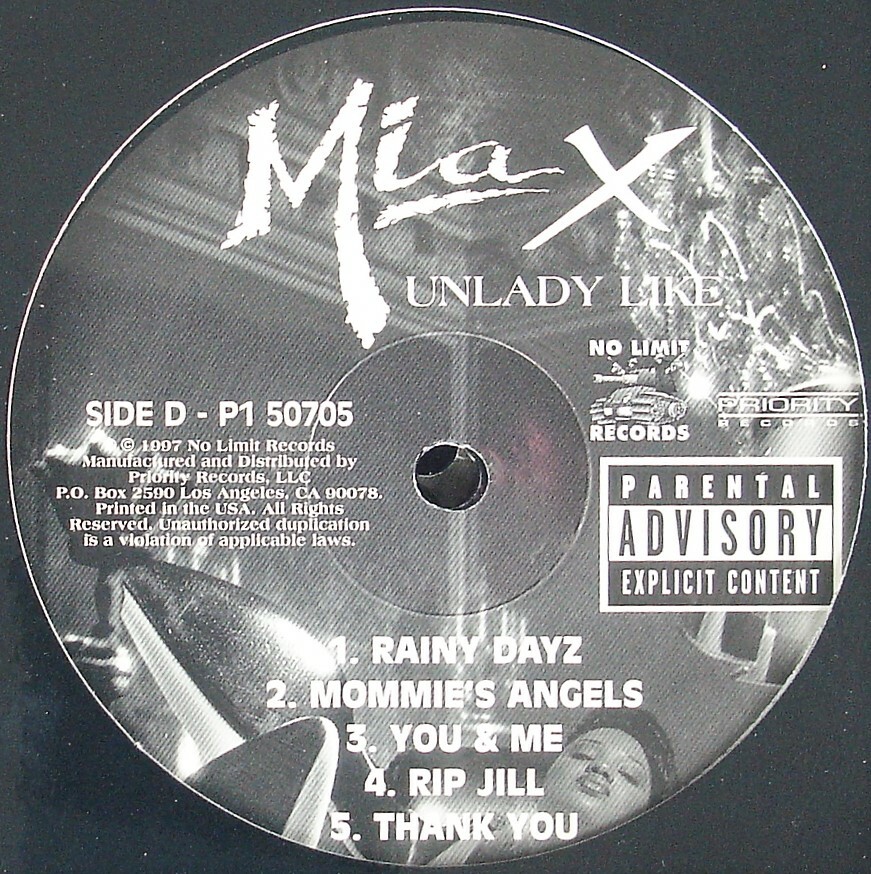 Mia X
UNLADY LIKE
NO LIMIT
RECORDS
PRIORITY
RECORDS
SIDE D - P1 50705
© 1997 No Limit Records
Manufactured and Distributed by
Priority Records, LLC
P.O. Box 2590 Los Angeles, CA 90078.
Printed in the USA. All Rights
Reserved. Unauthorized duplication
is a violation of applicable laws.
PARENTAL
ADVISORY
EXPLICIT CONTENT
1. RAINY DAYZ
2. MOMMIE'S ANGELS
3. YOU & ME
4. RIP JILL
5. THANK YOU